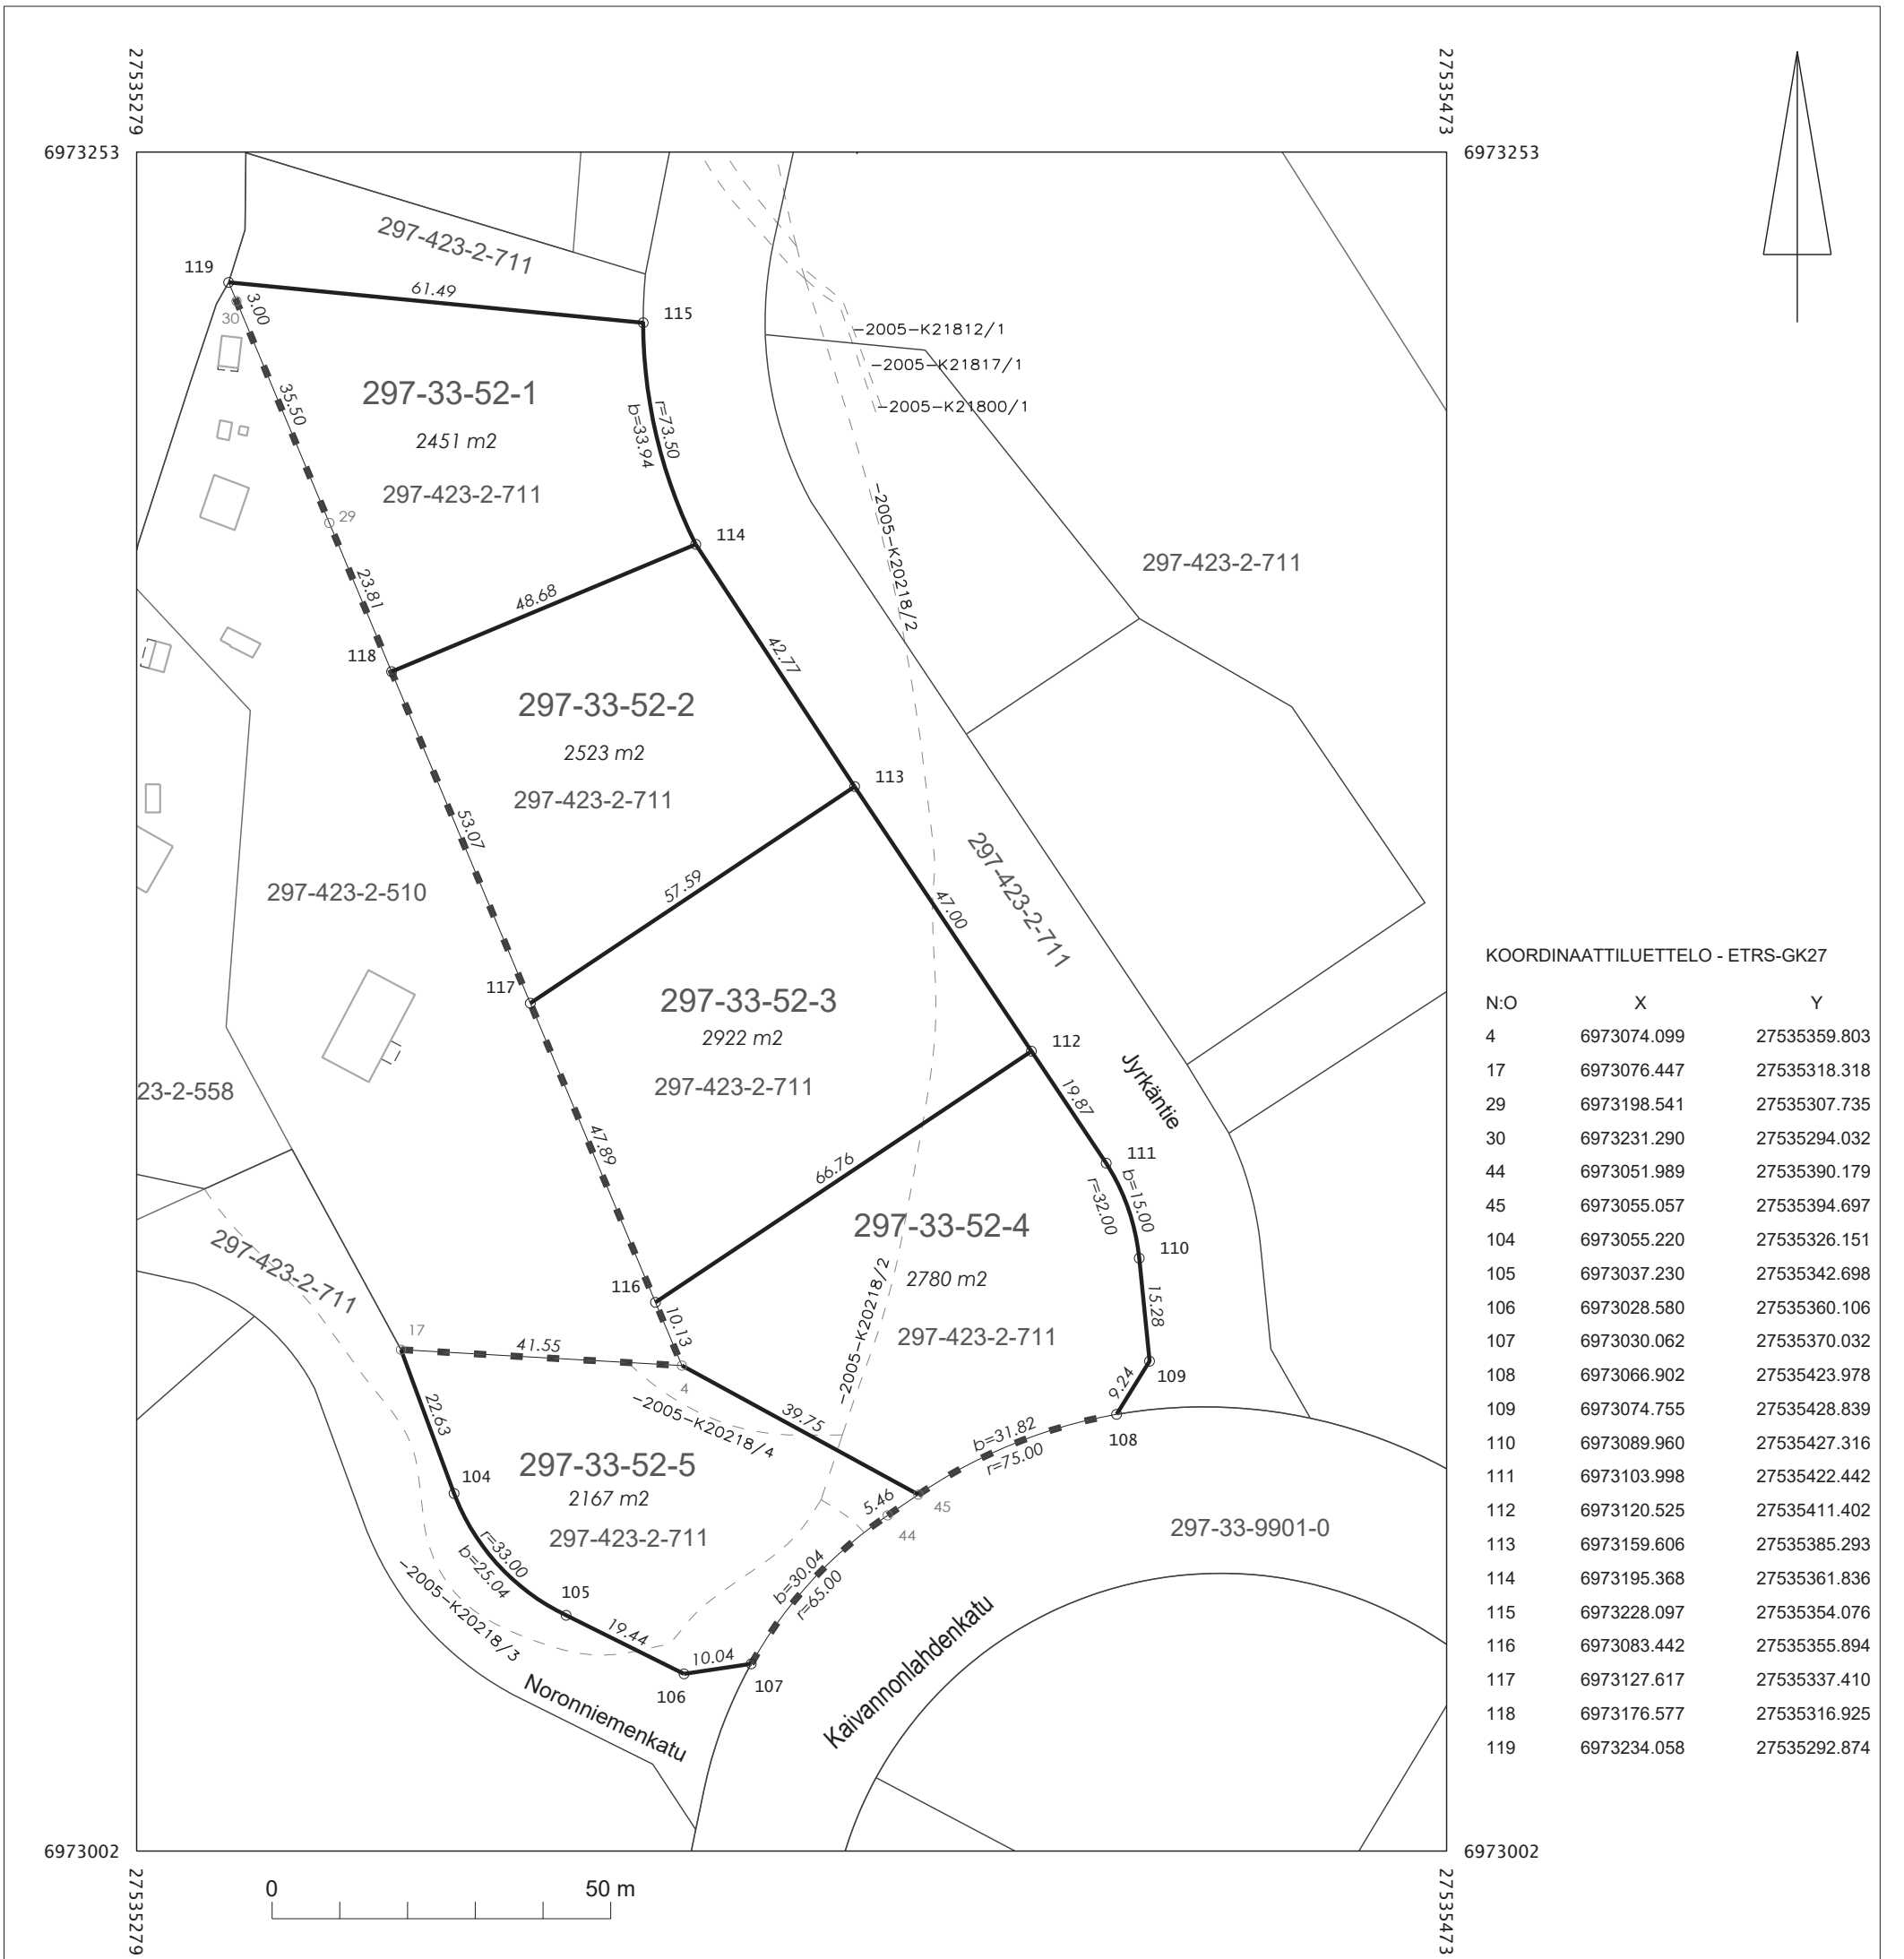 27535279
27535473
6973253
6973253
297-423-2-711
119
61.49
115
3.00
30
-2005-K21812/1
-2005-K21817/1
-2005-K21800/1
297-33-52-1
35.50
r=73.50
b=33.94
2451 m2
297-423-2-711
29
114
-2005-K20218/2
297-423-2-711
23.81
48.68
118
42.77
297-33-52-2
2523 m2
113
297-423-2-711
53.07
57.59
297-423-2-510
47.00
297-423-2-711
117
297-33-52-3
2922 m2
112
297-423-2-711
23-2-558
19.87
Jyrkäntie
47.89
66.76
111
b=15.00
r=32.00
297-33-52-4
110
297-423-2-711
2780 m2
116
10.13
-2005-K20218/2
15.28
297-423-2-711
17
41.55
4
109
9.24
22.63
-2005-K20218/4
39.75
b=31.82
r=75.00
108
297-33-52-5
104
2167 m2
5.46
45
44
297-423-2-711
297-33-9901-0
r=33.00
b=25.04
b=30.04
r=65.00
-2005-K20218/3
105
19.44
10.04
106
107
Noronniemenkatu
Kaivannonlahdenkatu
KOORDINAATTILUETTELO - ETRS-GK27
N:O X Y
4 6973074.099 27535359.803
17 6973076.447 27535318.318
29 6973198.541 27535307.735
30 6973231.290 27535294.032
44 6973051.989 27535390.179
45 6973055.057 27535394.697
104 6973055.220 27535326.151
105 6973037.230 27535342.698
106 6973028.580 27535360.106
107 6973030.062 27535370.032
108 6973066.902 27535423.978
109 6973074.755 27535428.839
110 6973089.960 27535427.316
111 6973103.998 27535422.442
112 6973120.525 27535411.402
113 6973159.606 27535385.293
114 6973195.368 27535361.836
115 6973228.097 27535354.076
116 6973083.442 27535355.894
117 6973127.617 27535337.410
118 6973176.577 27535316.925
119 6973234.058 27535292.874
6973002
6973002
27535279
27535473
0 50 m